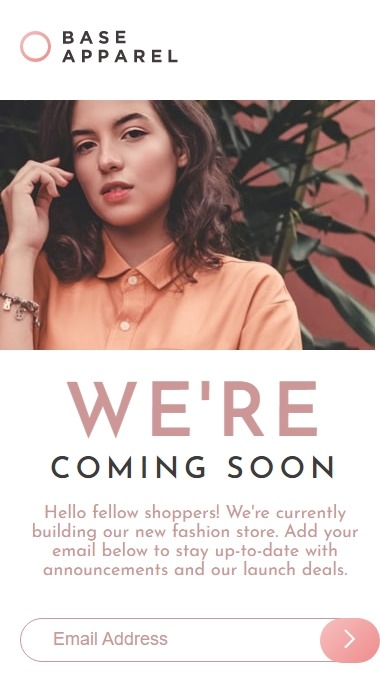 BASE
APPAREL
WE'RE
COMING SOON
Hello fellow shoppers! We're currently
building our new fashion store. Add your
email below to stay up-to-date with
announcements and our launch deals.
Email Address